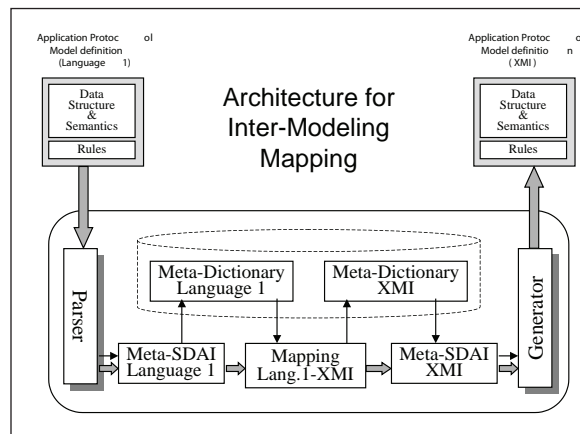 Application Protoc ol
Model definition
(Language 1)
Data
Structure
&
Semantics
Rules
Architecture for
Inter-Modeling
Mapping
Application Protoc o
Model definitio n
( XMI )
Data
Structure
&
Semantics
Rules
Parser
Meta-Dictionary
Language 1
Meta-Dictionary
XMI
Meta-SDAI
Language 1
Mapping
Lang.1-XMI
Meta-SDAI
XMI
Generator